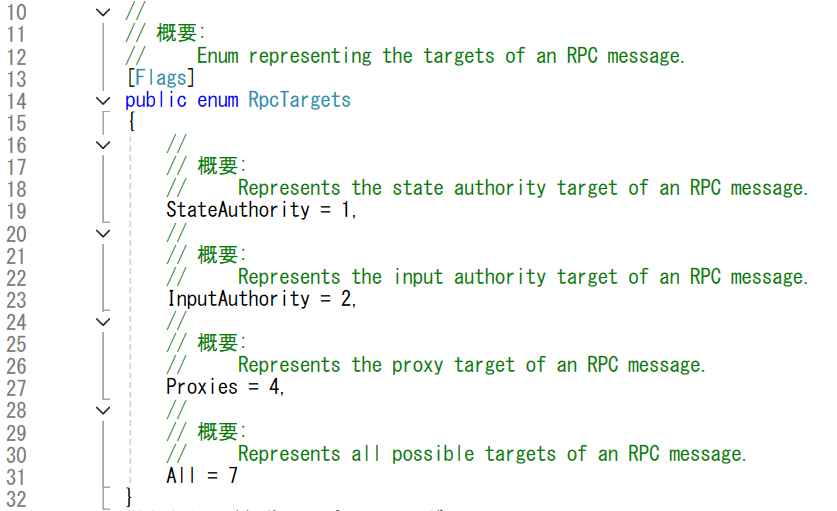 10 //
11 // 概要:
12 //     Enum representing the targets of an RPC message.
13 [Flags]
14 public enum RpcTargets
15 {
16     //
17     // 概要:
18     //     Represents the state authority target of an RPC message.
19     StateAuthority = 1,
20     //
21     // 概要:
22     //     Represents the input authority target of an RPC message.
23     InputAuthority = 2,
24     //
25     // 概要:
26     //     Represents the proxy target of an RPC message.
27     Proxies = 4,
28     //
29     // 概要:
30     //     Represents all possible targets of an RPC message.
31     All = 7
32 }